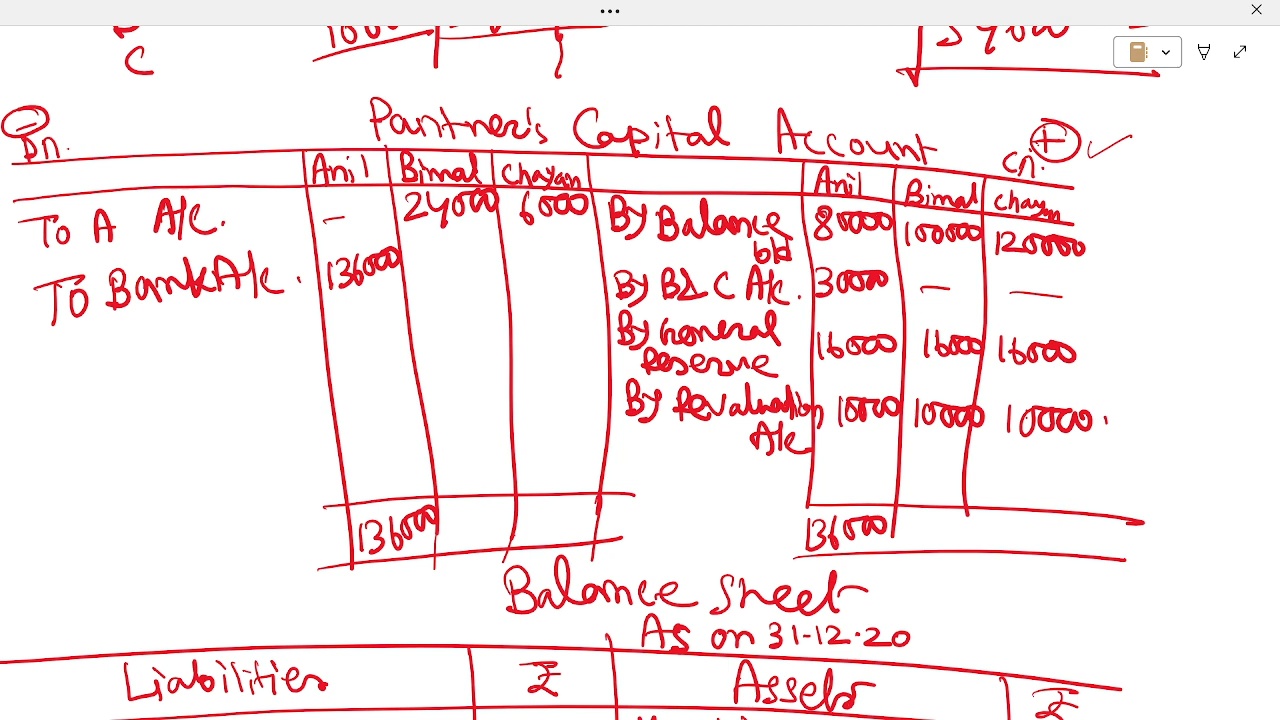 C
Partner's Capital Account
Dr. Cr.
Anil Bimal Chayan Anil Bimal Chayan
To A A/c. — 24000 6000 By Balance b/d 80000 100000 120000
To Bank A/c. 136000 By B & C A/c. 30000 — —
By General Reserve 16000 16000 16000
By Revaluation A/c 10000 10000 10000
136000 136000
Balance Sheet
As on 31-12-20
Liabilities ₹ Assets ₹